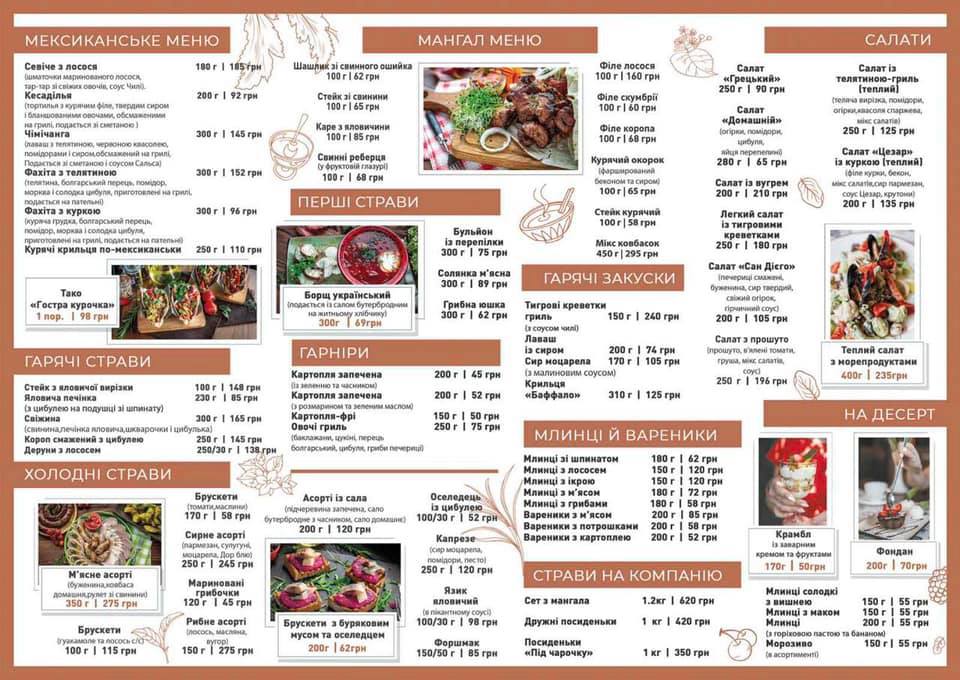 МЕКСИКАНСЬКЕ МЕНЮ
Севіче з лосося 180 г | 185 грн
(шматочки маринованого лосося,
тар-тар зі свіжих овочів, соус Чилі).
Кесаділья 200 г | 92 грн
(тортилья з курячим філе, твердим сиром
і бланшованими овочами, обсмаженими
на грилі, подається зі сметаною )
Чімічанга 300 г | 145 грн
(лаваш з телятиною, червоною квасолею,
помідорами і сиром,обсмажений на грилі,
Подається зі сметаною і соусом Сальса)
Фахіта з телятиною 300 г | 152 грн
(телятина, болгарський перець, помідор,
морква і солодка цибуля, приготовлені на грилі,
подається на пательні)
Фахіта з куркою 300 г | 96 грн
(куряча грудка, болгарський перець,
помідор, морква і солодка цибуля,
приготовлені на грилі, подається на пательні)
Курячі крильця по-мексиканськи 250 г | 110 грн
Тако
«Гостра курочка»
1 пор. | 98 грн
ГАРЯЧІ СТРАВИ
Стейк з яловичої вирізки 100 г | 148 грн
Яловича печінка 230 г | 85 грн
(з цибулею на подушці зі шпинату)
Свіжина 300 г | 165 грн
(свинина,печінка яловича,шкварочки і цибулька)
Короп смажений з цибулею 250 г | 145 грн
Деруни з лососем 250/30 г | 138 грн
ХОЛОДНІ СТРАВИ
М'ясне асорті
(буженина,ковбаса
домашня,рулет зі свинини)
350 г | 275 грн
Брускети
(гуакамоле та лосось с/с)
100 г | 115 грн
Брускети
(томати,маслини)
170 г | 58 грн
Сирне асорті
(пармезан, сулугуні,
моцарела, Дор блю)
250 г | 245 грн
Мариновані
грибочки
120 г | 45 грн
Рибне асорті
(лосось, масляна,
вугор)
150 г | 275 грн
Асорті із сала
(підчеревина запечена, сало
бутербродне з часником, сало домашнє)
200 г | 120 грн
Брускети з буряковим
мусом та оселедцем
200г | 62грн
Оселедець
із цибулею
100/30 г | 52 грн
Капрезе
(сир моцарела,
помідори, песто)
250 г | 120 грн
Язик
яловичий
(в пікантному соусі)
100/30 г | 98 грн
Форшмак
150/50 г | 85 грн
МАНГАЛ МЕНЮ
Шашлик зі свинного ошийка
100 г | 62 грн
Стейк зі свинини
100 г | 65 грн
Каре з яловичини
100 г | 85 грн
Свинні реберця
(у фруктовій глазурі)
100 г | 68 грн
Філе лосося
100 г | 160 грн
Філе скумбрії
100 г | 60 грн
Філе коропа
100 г | 68 грн
Курячий окорок
(фарширований
беконом та сиром)
100 г | 65 грн
Стейк курячий
100 г | 58 грн
Мікс ковбасок
450 г | 295 грн
ПЕРШІ СТРАВИ
Борщ український
(подається із салом бутербродним
на житньому хлібчику)
300г | 69грн
Бульйон
із перепілки
300 г | 75 грн
Солянка м'ясна
300 г | 89 грн
Грибна юшка
300 г | 62 грн
ГАРНІРИ
Картопля запечена 200 г | 45 грн
(із зеленню та часником)
Картопля запечена 200 г | 52 грн
(з розмарином та зеленим маслом)
Картопля-фрі 150 г | 50 грн
Овочі гриль 250 г | 75 грн
(баклажани, цукіні, перець
болгарський, цибуля, гриби печериці)
ГАРЯЧІ ЗАКУСКИ
Тигрові креветки
гриль 150 г | 240 грн
(з соусом чилі)
Лаваш
із сиром 200 г | 74 грн
Сир моцарела 170 г | 105 грн
(з малиновим соусом)
Крильця
«Баффало» 310 г | 125 грн
МЛИНЦІ Й ВАРЕНИКИ
Млинці зі шпинатом 180 г | 62 грн
Млинці з лососем 150 г | 120 грн
Млинці з ікрою 150 г | 120 грн
Млинці з м'ясом 180 г | 72 грн
Млинці з грибами 180 г | 58 грн
Вареники з м'ясом 200 г | 85 грн
Вареники з потрошками 200 г | 58 грн
Вареники з картоплею 200 г | 52 грн
СТРАВИ НА КОМПАНІЮ
Сет з мангала 1.2кг | 620 грн
Дружні посиденьки 1 кг | 420 грн
Посиденьки
«Під чарочку» 1 кг | 350 грн
САЛАТИ
Салат
«Грецький»
250 г | 90 грн
Салат
«Домашній»
(огірки, помідори,
цибуля,
яйця перепелині)
280 г | 65 грн
Салат із вугрем
200 г | 210 грн
Легкий салат
із тигровими
креветками
250 г | 180 грн
Салат «Сан Дієго»
(печериці смажені,
буженина, сир твердий,
свіжий огірок,
гірчичний соус)
200 г | 105 грн
Салат з прошуто
(прошуто, в'ялені томати,
груша, мікс салатів,
соус)
250 г | 196 грн
Салат із
телятиною-гриль
(теплий)
(теляча вирізка, помідори,
огірки,квасоля спаржева,
мікс салатів)
250 г | 125 грн
Салат «Цезар»
із куркою (теплий)
(філе курки, бекон,
мікс салатів,сир пармезан,
соус Цезар, крутони)
200 г | 135 грн
Теплий салат
з морепродуктами
400г | 235грн
НА ДЕСЕРТ
Крамбл
із заварним
кремом та фруктами
170г | 50грн
Фондан
200г | 70грн
Млинці солодкі
з вишнею 150 г | 55 грн
Млинці з маком 150 г | 55 грн
Млинці 200 г | 55 грн
(з горіховою пастою та бананом)
Морозиво 150 г | 55 грн
(в асортименті)